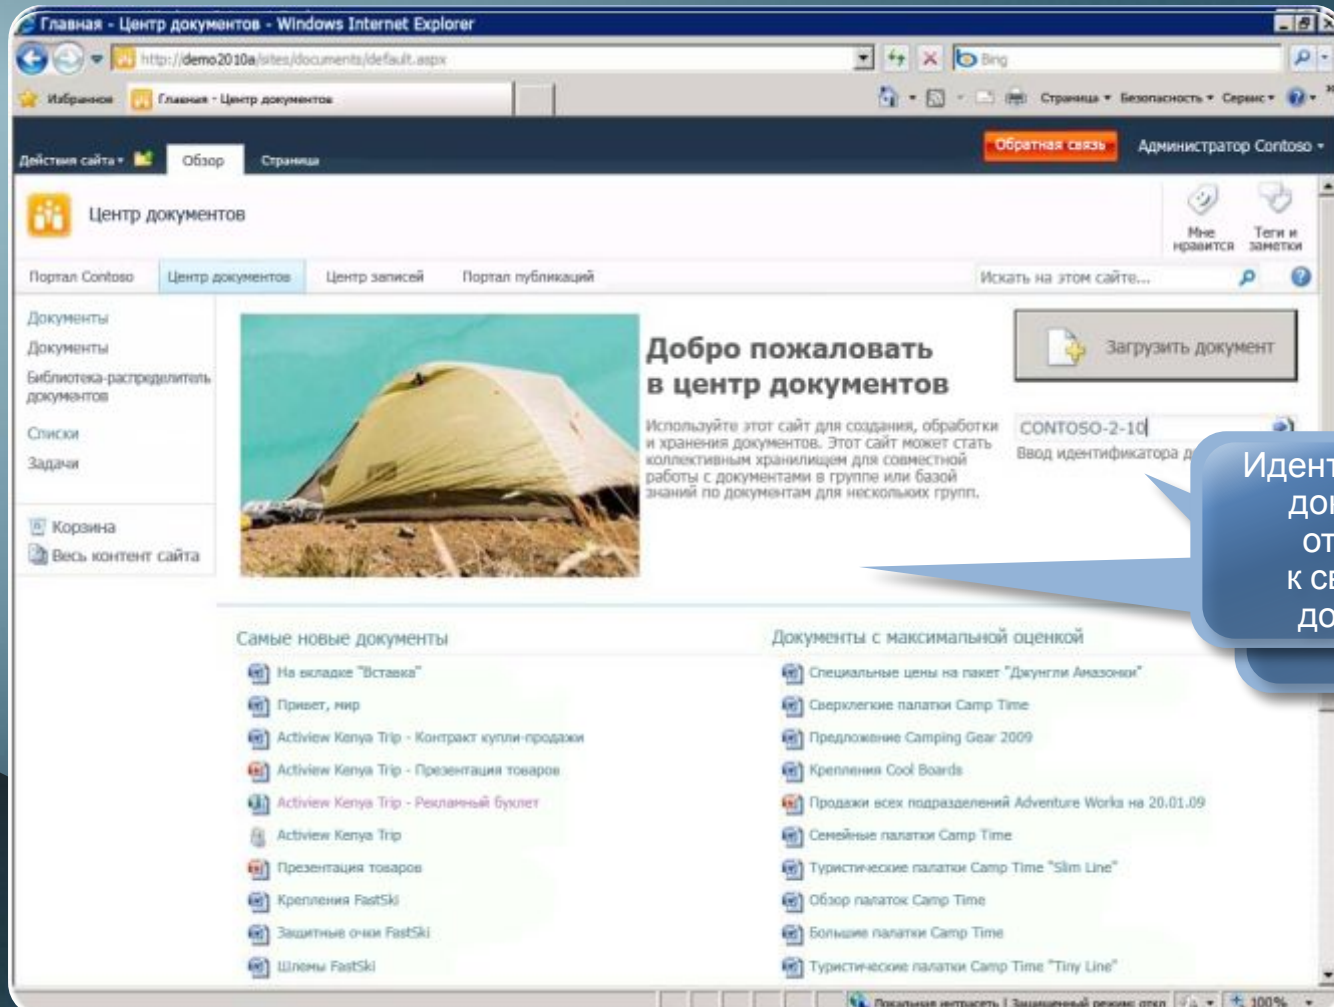 Главная - Центр документов - Windows Internet Explorer
http://demo2010a/sites/documents/default.aspx
Bing
Избранное
Главная - Центр документов
Страница
Безопасность
Сервис
Действия сайта
Обзор
Страница
Обратная связь
Администратор Contoso
Центр документов
Мне нравится
Теги и заметки
Портал Contoso
Центр документов
Центр записей
Портал публикаций
Искать на этом сайте...
Документы
Документы
Библиотека-распределитель
документов
Списки
Задачи
Корзина
Весь контент сайта
Добро пожаловать
в центр документов
Используйте этот сайт для создания, обработки
и хранения документов. Этот сайт может стать
коллективным хранилищем для совместной
работы с документами в группе или базой
знаний по документам для нескольких групп.
Загрузить документ
CONTOSO-2-10
Ввод идентификатора д
Идент
док
от
к св
до
Самые новые документы
На вкладке "Вставка"
Привет, мир
Actiview Kenya Trip - Контракт купли-продажи
Actiview Kenya Trip - Презентация товаров
Actiview Kenya Trip - Рекламный буклет
Actiview Kenya Trip
Презентация товаров
Крепления FastSki
Защитные очки FastSki
Шлемы FastSki
Документы с максимальной оценкой
Специальные цены на пакет "Джунгли Амазонки"
Сверхлегкие палатки Camp Time
Предложение Camping Gear 2009
Крепления Cool Boards
Продажи всех подразделений Adventure Works на 20.01.09
Семейные палатки Camp Time
Туристические палатки Camp Time "Slim Line"
Обзор палаток Camp Time
Большие палатки Camp Time
Туристические палатки Camp Time "Tiny Line"
Локальная интрасеть | Защищенный режим: откл
100%